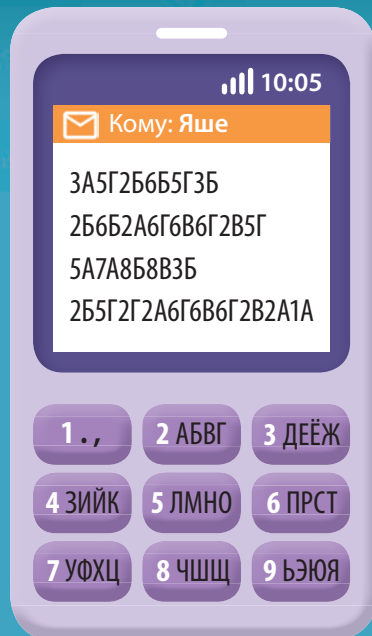 10:05
Кому: Яше
3А5Г2Б6Б5Г3Б
2Б6Б2А6Г6В6Г2В5Г
5А7А8Б8В3Б
2Б5Г2Г2А6Г6В6Г2В2А1А
1 . ,
2 АБВГ
3 ДЕЁЖ
4 ЗИЙК
5 ЛМНО
6 ПРСТ
7 УФХЦ
8 ЧШЩ
9 ЬЭЮЯ